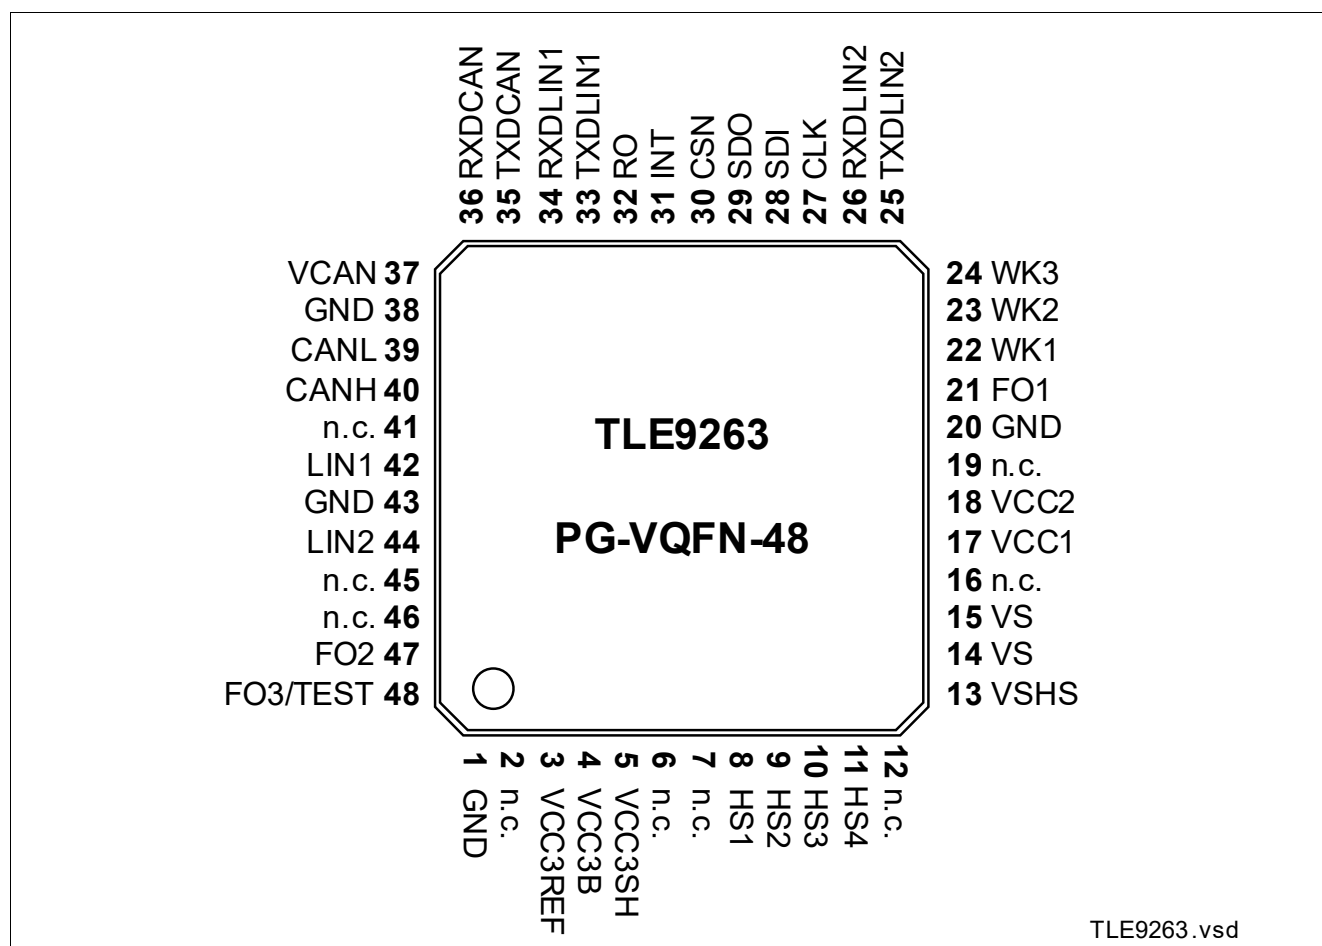 36 RXDCAN
35 TXDCAN
34 RXDLIN1
33 TXDLIN1
32 RO
31 INT
30 CSN
29 SDO
28 SDI
27 CLK
26 RXDLIN2
25 TXDLIN2
VCAN 37
GND 38
CANL 39
CANH 40
n.c. 41
LIN1 42
GND 43
LIN2 44
n.c. 45
n.c. 46
FO2 47
FO3/TEST 48
TLE9263
PG-VQFN-48
24 WK3
23 WK2
22 WK1
21 FO1
20 GND
19 n.c.
18 VCC2
17 VCC1
16 n.c.
15 VS
14 VS
13 VSHS
1 GND
2 n.c.
3 VCC3REF
4 VCC3B
5 VCC3SH
6 n.c.
7 n.c.
8 HS1
9 HS2
10 HS3
11 HS4
12 n.c.
TLE9263.vsd